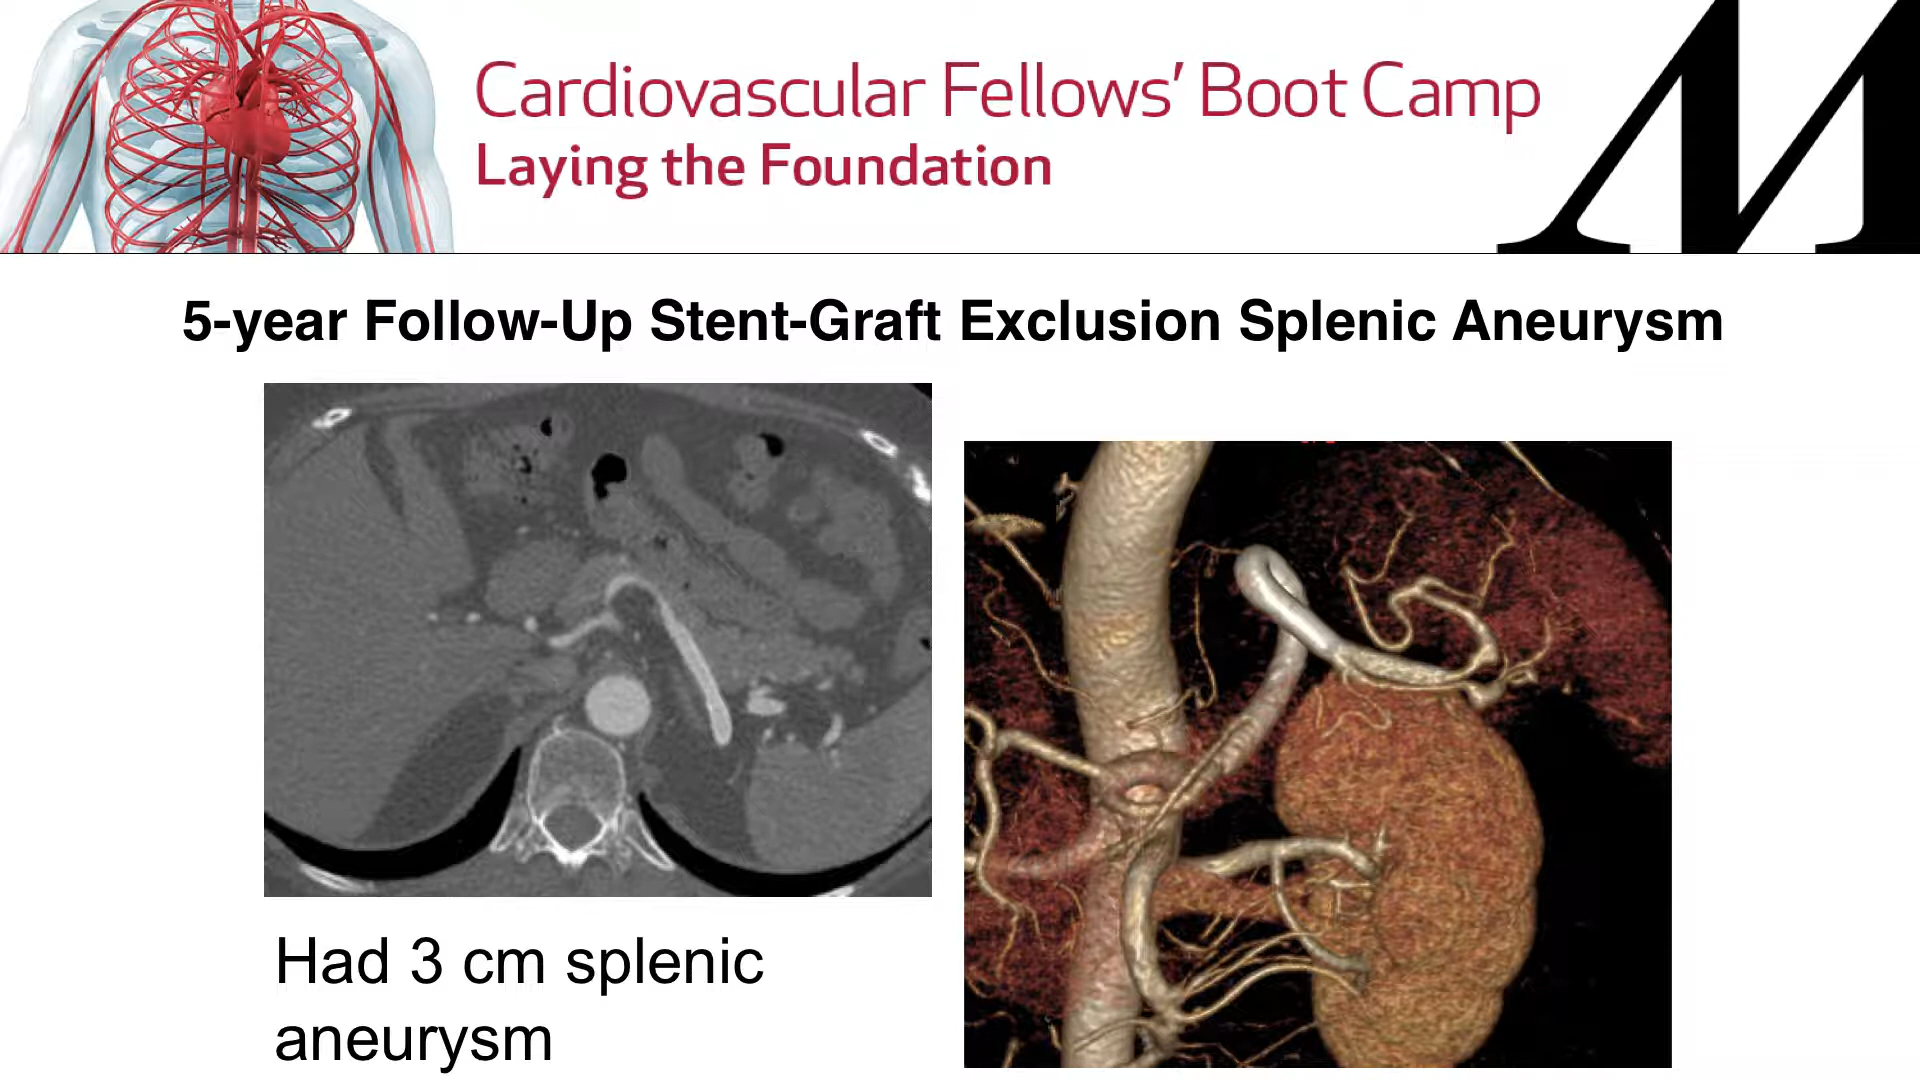 Cardiovascular Fellows’ Boot Camp
Laying the Foundation
M
5-year Follow-Up Stent-Graft Exclusion Splenic Aneurysm
Had 3 cm splenic
aneurysm